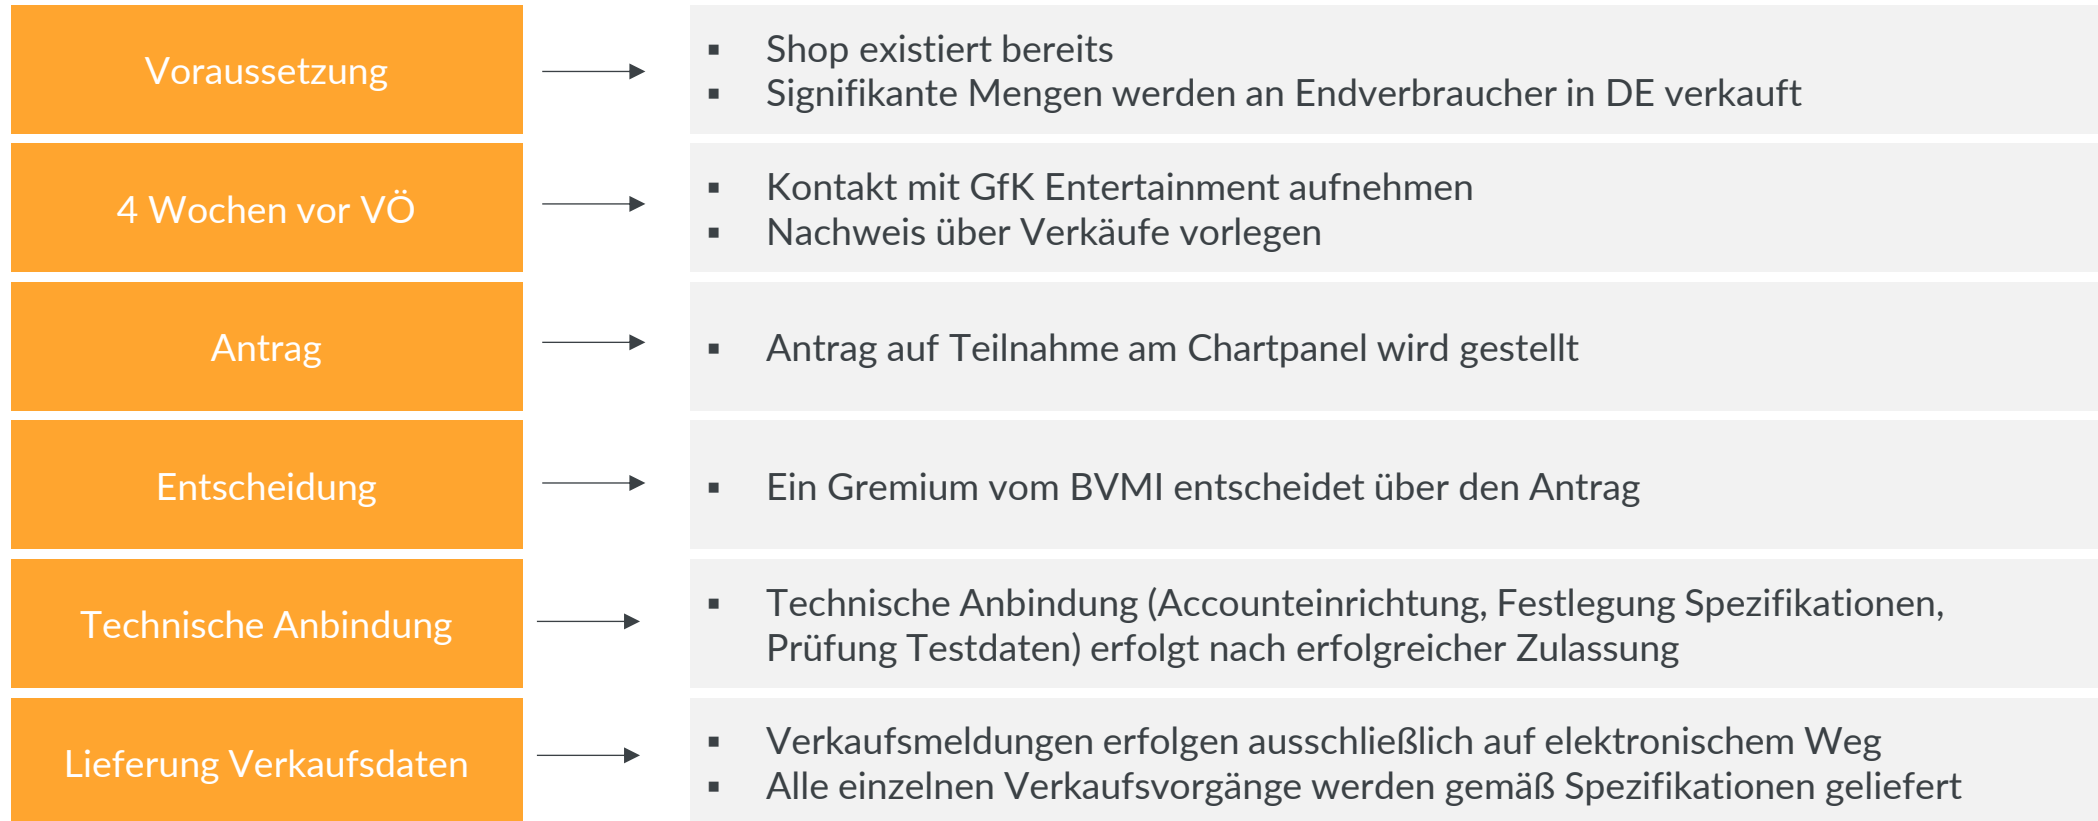 Voraussetzung
▪ Shop existiert bereits
▪ Signifikante Mengen werden an Endverbraucher in DE verkauft
4 Wochen vor VÖ
▪ Kontakt mit GfK Entertainment aufnehmen
▪ Nachweis über Verkäufe vorlegen
Antrag
▪ Antrag auf Teilnahme am Chartpanel wird gestellt
Entscheidung
▪ Ein Gremium vom BVMI entscheidet über den Antrag
Technische Anbindung
▪ Technische Anbindung (Accounteinrichtung, Festlegung Spezifikationen,
Prüfung Testdaten) erfolgt nach erfolgreicher Zulassung
Lieferung Verkaufsdaten
▪ Verkaufsmeldungen erfolgen ausschließlich auf elektronischem Weg
▪ Alle einzelnen Verkaufsvorgänge werden gemäß Spezifikationen geliefert